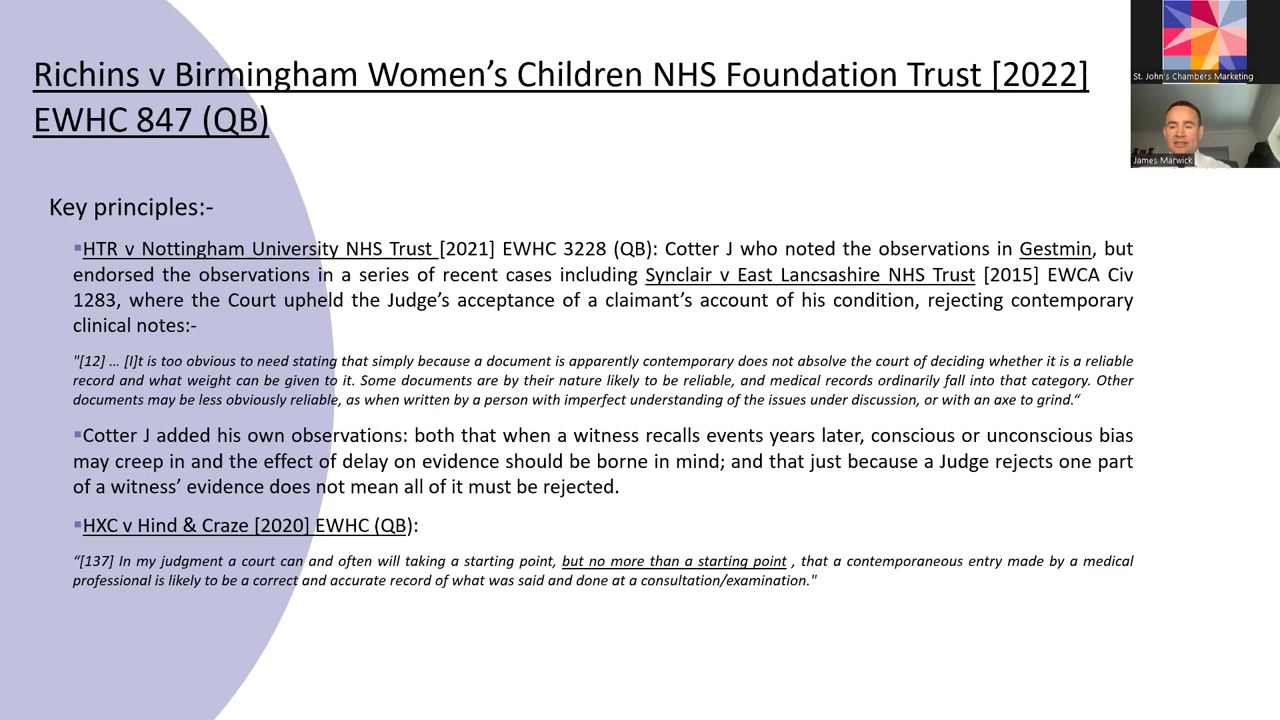 Richins v Birmingham Women’s Children NHS Foundation Trust [2022]
EWHC 847 (QB)
St. John's Chambers Marketing
James Marwick
Key principles:-
▪HTR v Nottingham University NHS Trust [2021] EWHC 3228 (QB): Cotter J who noted the observations in Gestmin, but
endorsed the observations in a series of recent cases including Synclair v East Lancsashire NHS Trust [2015] EWCA Civ
1283, where the Court upheld the Judge’s acceptance of a claimant’s account of his condition, rejecting contemporary
clinical notes:-
"[12] … [I]t is too obvious to need stating that simply because a document is apparently contemporary does not absolve the court of deciding whether it is a reliable
record and what weight can be given to it. Some documents are by their nature likely to be reliable, and medical records ordinarily fall into that category. Other
documents may be less obviously reliable, as when written by a person with imperfect understanding of the issues under discussion, or with an axe to grind.“
▪Cotter J added his own observations: both that when a witness recalls events years later, conscious or unconscious bias
may creep in and the effect of delay on evidence should be borne in mind; and that just because a Judge rejects one part
of a witness’ evidence does not mean all of it must be rejected.
▪HXC v Hind & Craze [2020] EWHC (QB):
“[137] In my judgment a court can and often will taking a starting point, but no more than a starting point , that a contemporaneous entry made by a medical
professional is likely to be a correct and accurate record of what was said and done at a consultation/examination."